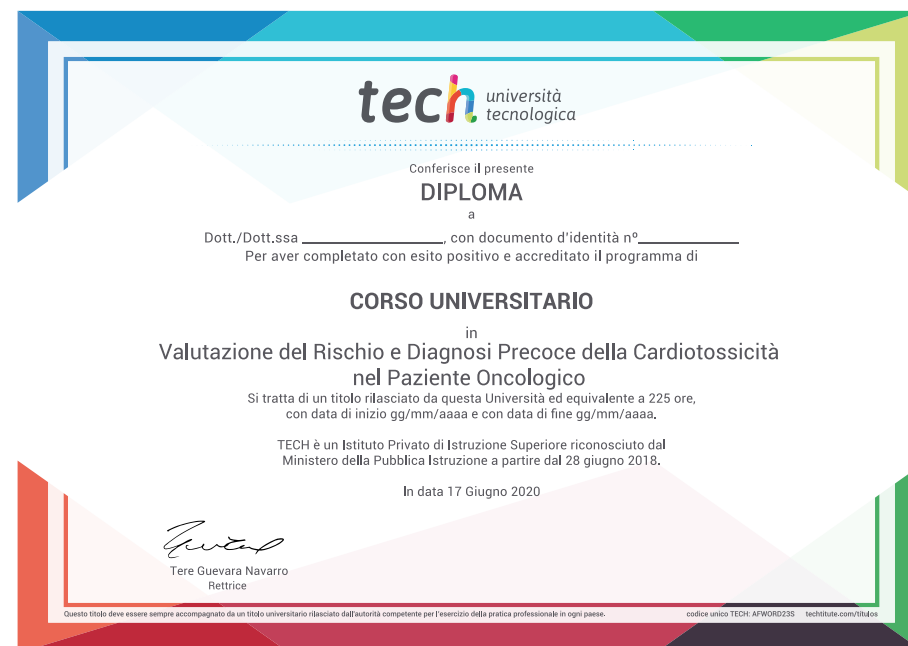 tech università
tecnologica
Conferisce il presente
DIPLOMA
a
Dott./Dott.ssa ____________________, con documento d'identità nº______________
Per aver completato con esito positivo e accreditato il programma di
CORSO UNIVERSITARIO
in
Valutazione del Rischio e Diagnosi Precoce della Cardiotossicità
nel Paziente Oncologico
Si tratta di un titolo rilasciato da questa Università ed equivalente a 225 ore,
con data di inizio gg/mm/aaaa e con data di fine gg/mm/aaaa.
TECH è un Istituto Privato di Istruzione Superiore riconosciuto dal
Ministero della Pubblica Istruzione a partire dal 28 giugno 2018.
In data 17 Giugno 2020
Tere Guevara Navarro
Rettrice
Questo titolo deve essere sempre accompagnato da un titolo universitario rilasciato dall'autorità competente per l'esercizio della pratica professionale in ogni paese. codice unico TECH: AFWORD23S techtitute.com/titulos